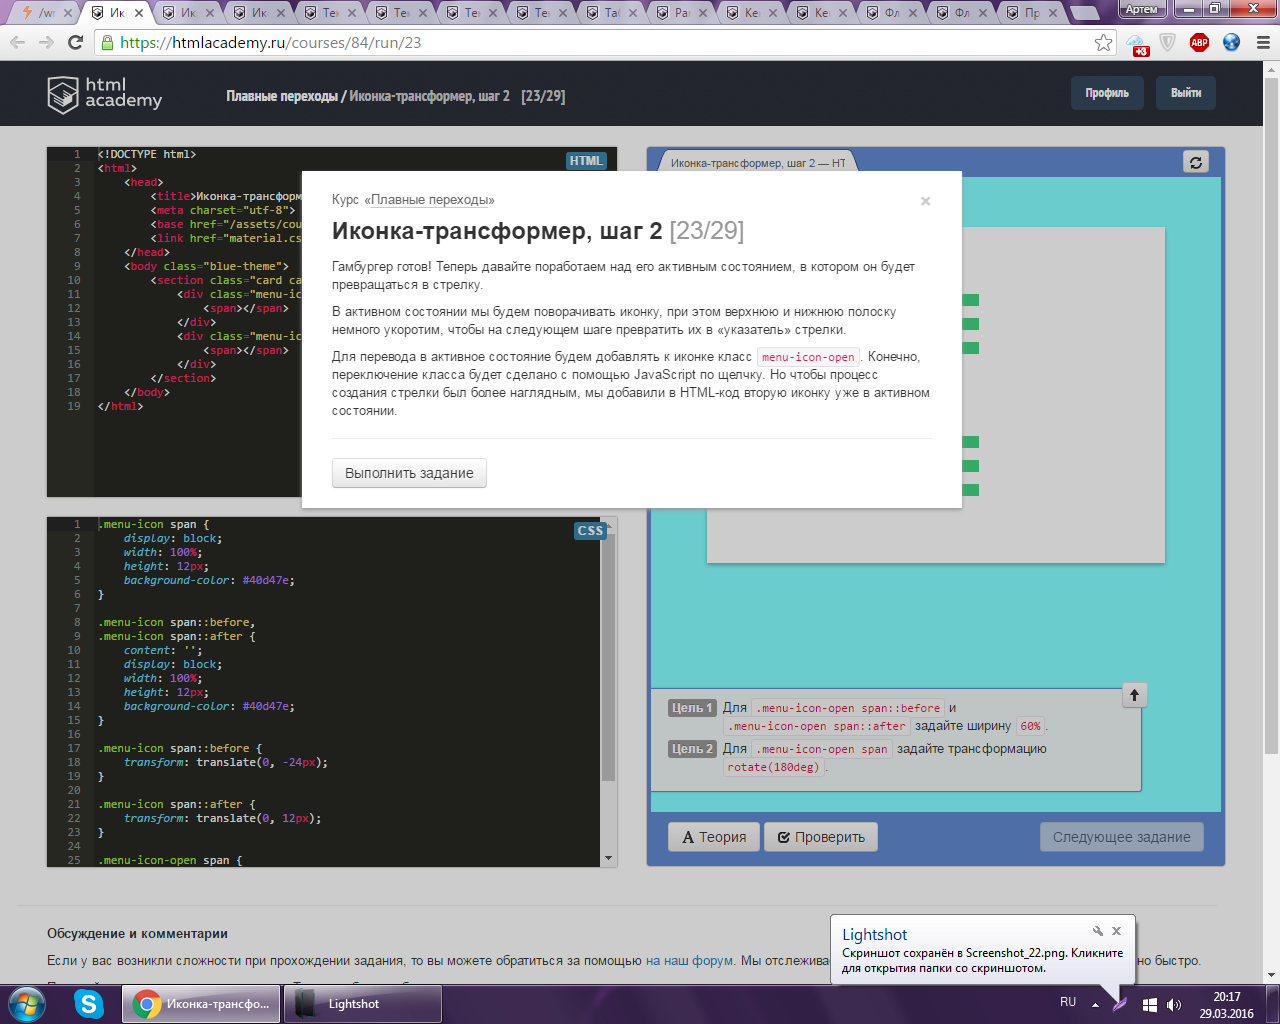 /wr
Ик
Ик
Ик
Тек
Тек
Тек
Тек
Таб
Рам
Кек
Кек
Фл
Фл
Пр
Артем
https://htmlacademy.ru/courses/84/run/23
+3
ABP
html
academy
Плавные переходы / Иконка-трансформер, шаг 2 [23/29]
Профиль
Выйти
HTML
1 <!DOCTYPE html>
2 <html>
3 <head>
4 <title>Иконка-трансформ
5 <meta charset="utf-8">
6 <base href="/assets/cou
7 <link href="material.cs
8 </head>
9 <body class="blue-theme">
10 <section class="card ca
11 <div class="menu-ic
12 <span></span>
13 </div>
14 <div class="menu-ic
15 <span></span>
16 </div>
17 </section>
18 </body>
19 </html>
Иконка-трансформер, шаг 2 — HT
Курс «Плавные переходы»
×
Иконка-трансформер, шаг 2 [23/29]
Гамбургер готов! Теперь давайте поработаем над его активным состоянием, в котором он будет
превращаться в стрелку.
В активном состоянии мы будем поворачивать иконку, при этом верхнюю и нижнюю полоску
немного укоротим, чтобы на следующем шаге превратить их в «указатель» стрелки.
Для перевода в активное состояние будем добавлять к иконке класс menu-icon-open. Конечно,
переключение класса будет сделано с помощью JavaScript по щелчку. Но чтобы процесс
создания стрелки был более наглядным, мы добавили в HTML-код вторую иконку уже в активном
состоянии.
Выполнить задание
CSS
1 .menu-icon span {
2 display: block;
3 width: 100%;
4 height: 12px;
5 background-color: #40d47e;
6 }
7
8 .menu-icon span::before,
9 .menu-icon span::after {
10 content: '';
11 display: block;
12 width: 100%;
13 height: 12px;
14 background-color: #40d47e;
15 }
16
17 .menu-icon span::before {
18 transform: translate(0, -24px);
19 }
20
21 .menu-icon span::after {
22 transform: translate(0, 12px);
23 }
24
25 .menu-icon-open span {
Цель 1 Для .menu-icon-open span::before и
.menu-icon-open span::after задайте ширину 60%.
Цель 2 Для .menu-icon-open span задайте трансформацию
rotate(180deg).
Теория
Проверить
Следующее задание
Обсуждение и комментарии
Если у вас возникли сложности при прохождении задания, то вы можете обратиться за помощью на наш форум. Мы отслежива
но быстро.
Lightshot
Скриншот сохранён в Screenshot_22.png. Кликните
для открытия папки со скриншотом.
Иконка-трансфо...
Lightshot
RU
20:17
29.03.2016